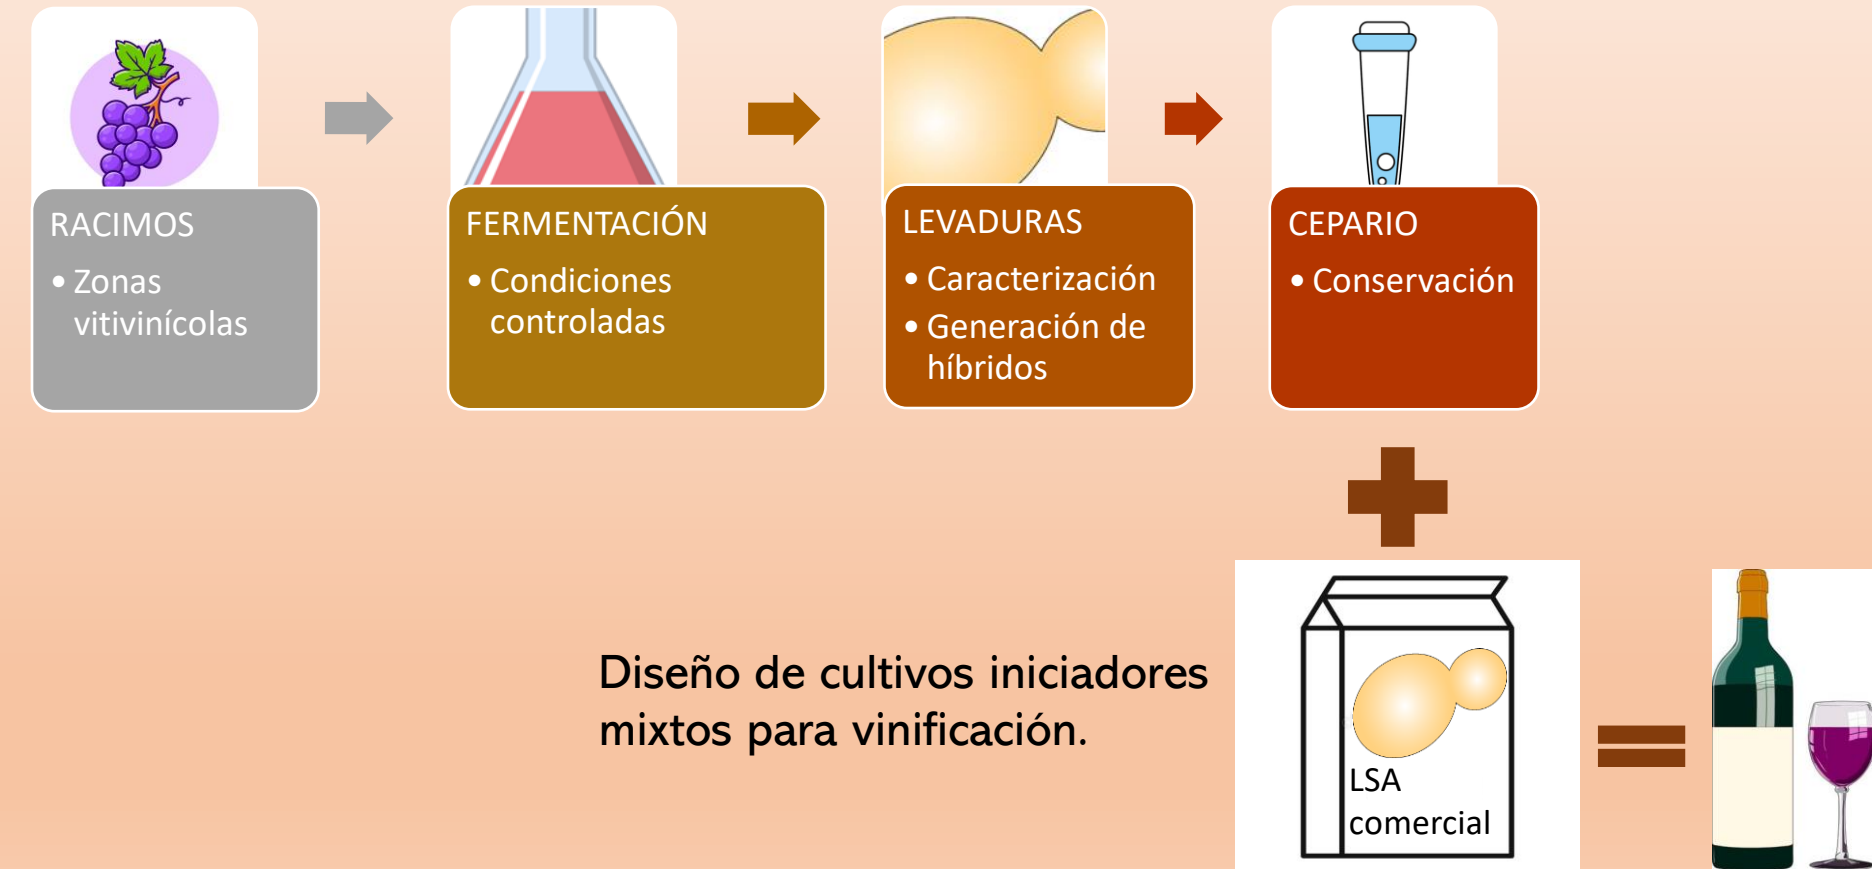 RACIMOS
• Zonas
vitivinícolas
FERMENTACIÓN
• Condiciones
controladas
LEVADURAS
• Caracterización
• Generación de
híbridos
CEPARIO
• Conservación
Diseño de cultivos iniciadores
mixtos para vinificación.
LSA
comercial